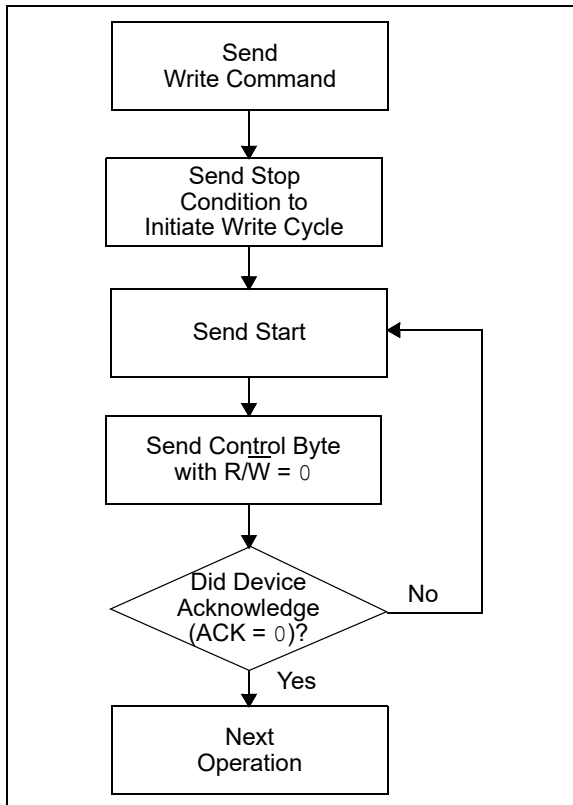 Send
Write Command
Send Stop
Condition to
Initiate Write Cycle
Send Start
Send Control Byte
with R/W̅ = 0
Did Device
Acknowledge
(ACK = 0)?
No
Yes
Next
Operation